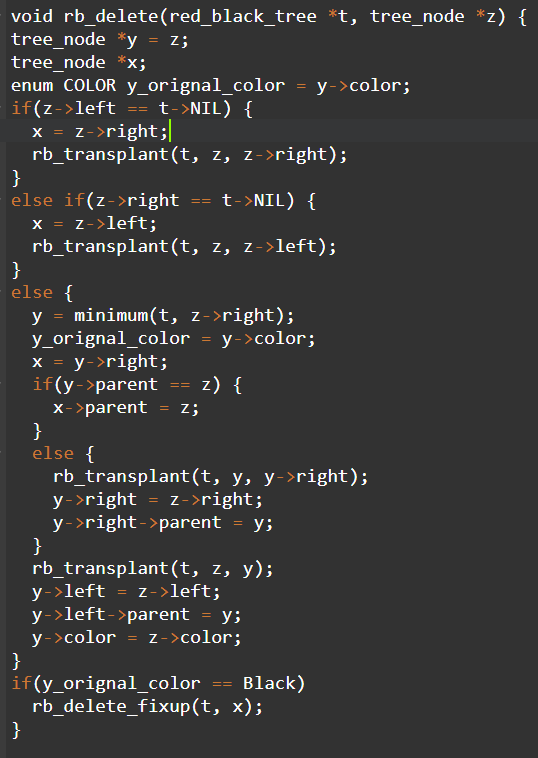 void rb_delete(red_black_tree *t, tree_node *z) {
tree_node *y = z;
tree_node *x;
enum COLOR y_orignal_color = y->color;
if(z->left == t->NIL) {
  x = z->right;
  rb_transplant(t, z, z->right);
}
else if(z->right == t->NIL) {
  x = z->left;
  rb_transplant(t, z, z->left);
}
else {
  y = minimum(t, z->right);
  y_orignal_color = y->color;
  x = y->right;
  if(y->parent == z) {
    x->parent = z;
  }
  else {
    rb_transplant(t, y, y->right);
    y->right = z->right;
    y->right->parent = y;
  }
  rb_transplant(t, z, y);
  y->left = z->left;
  y->left->parent = y;
  y->color = z->color;
}
if(y_orignal_color == Black)
  rb_delete_fixup(t, x);
}